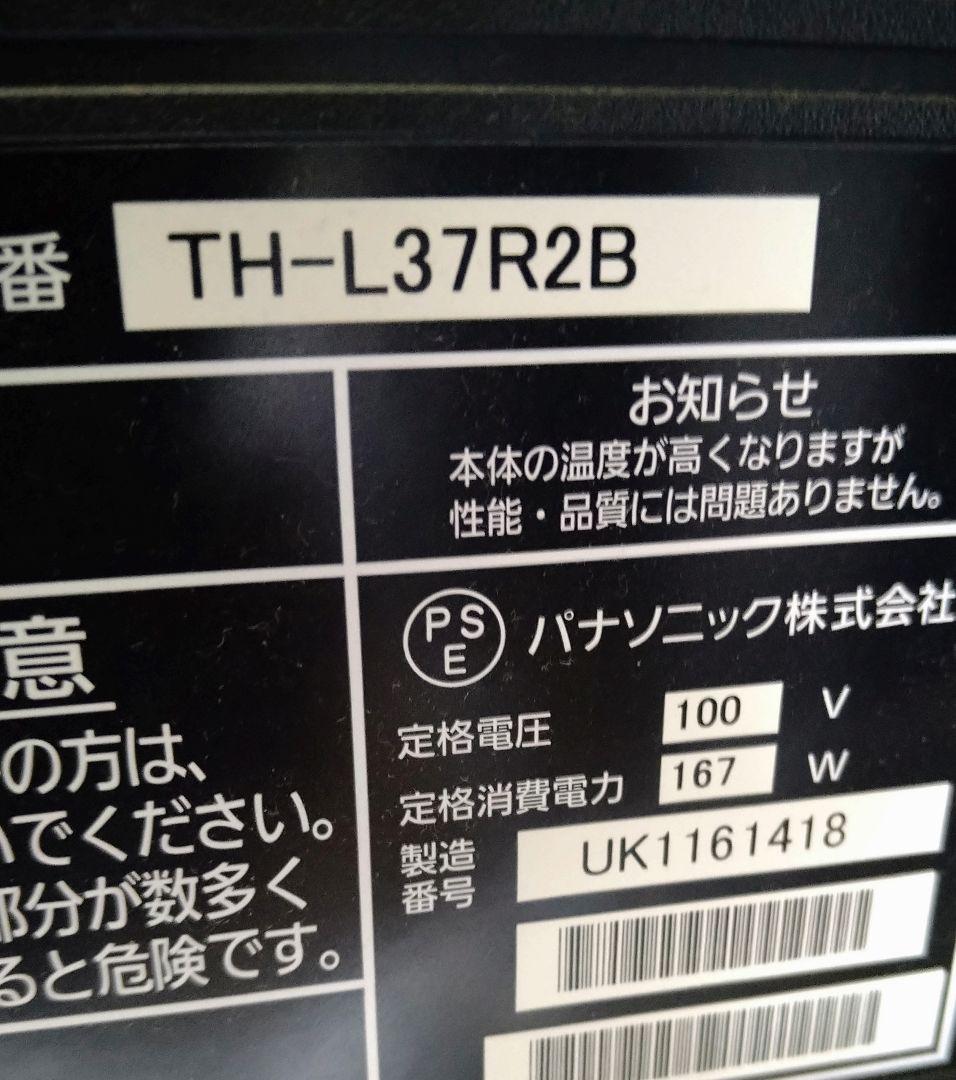 番 TH-L37R2B
お知らせ
本体の温度が高くなりますが
性能・品質には問題ありません。
意
の方は、
いでください。
部分が数多く
ると危険です。
PSE パナソニック株式会社
定格電圧 100 V
定格消費電力 167 W
製造
番号 UK1161418